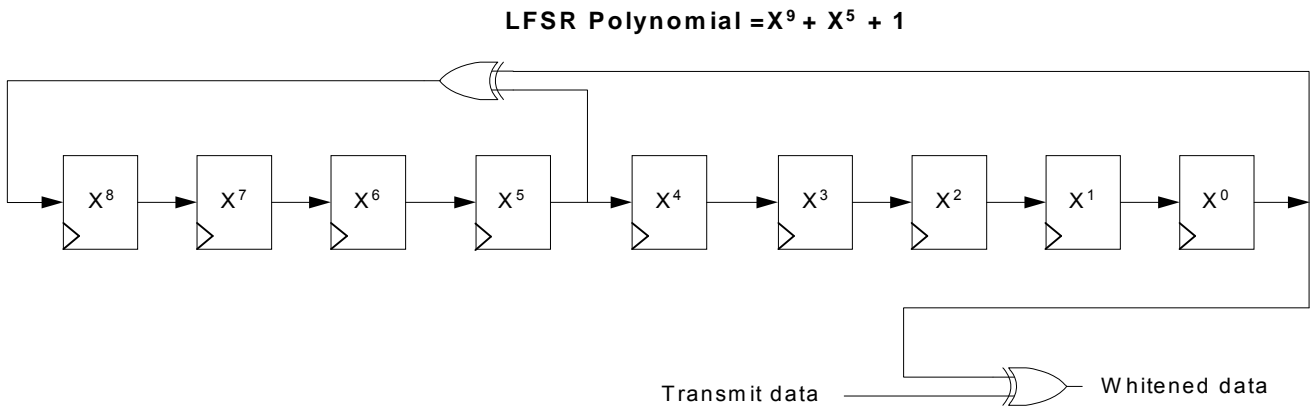 LFSR Polynomial =X⁹ + X⁵ + 1
X⁸ X⁷ X⁶ X⁵ X⁴ X³ X² X¹ X⁰
Transmit data
Whitened data